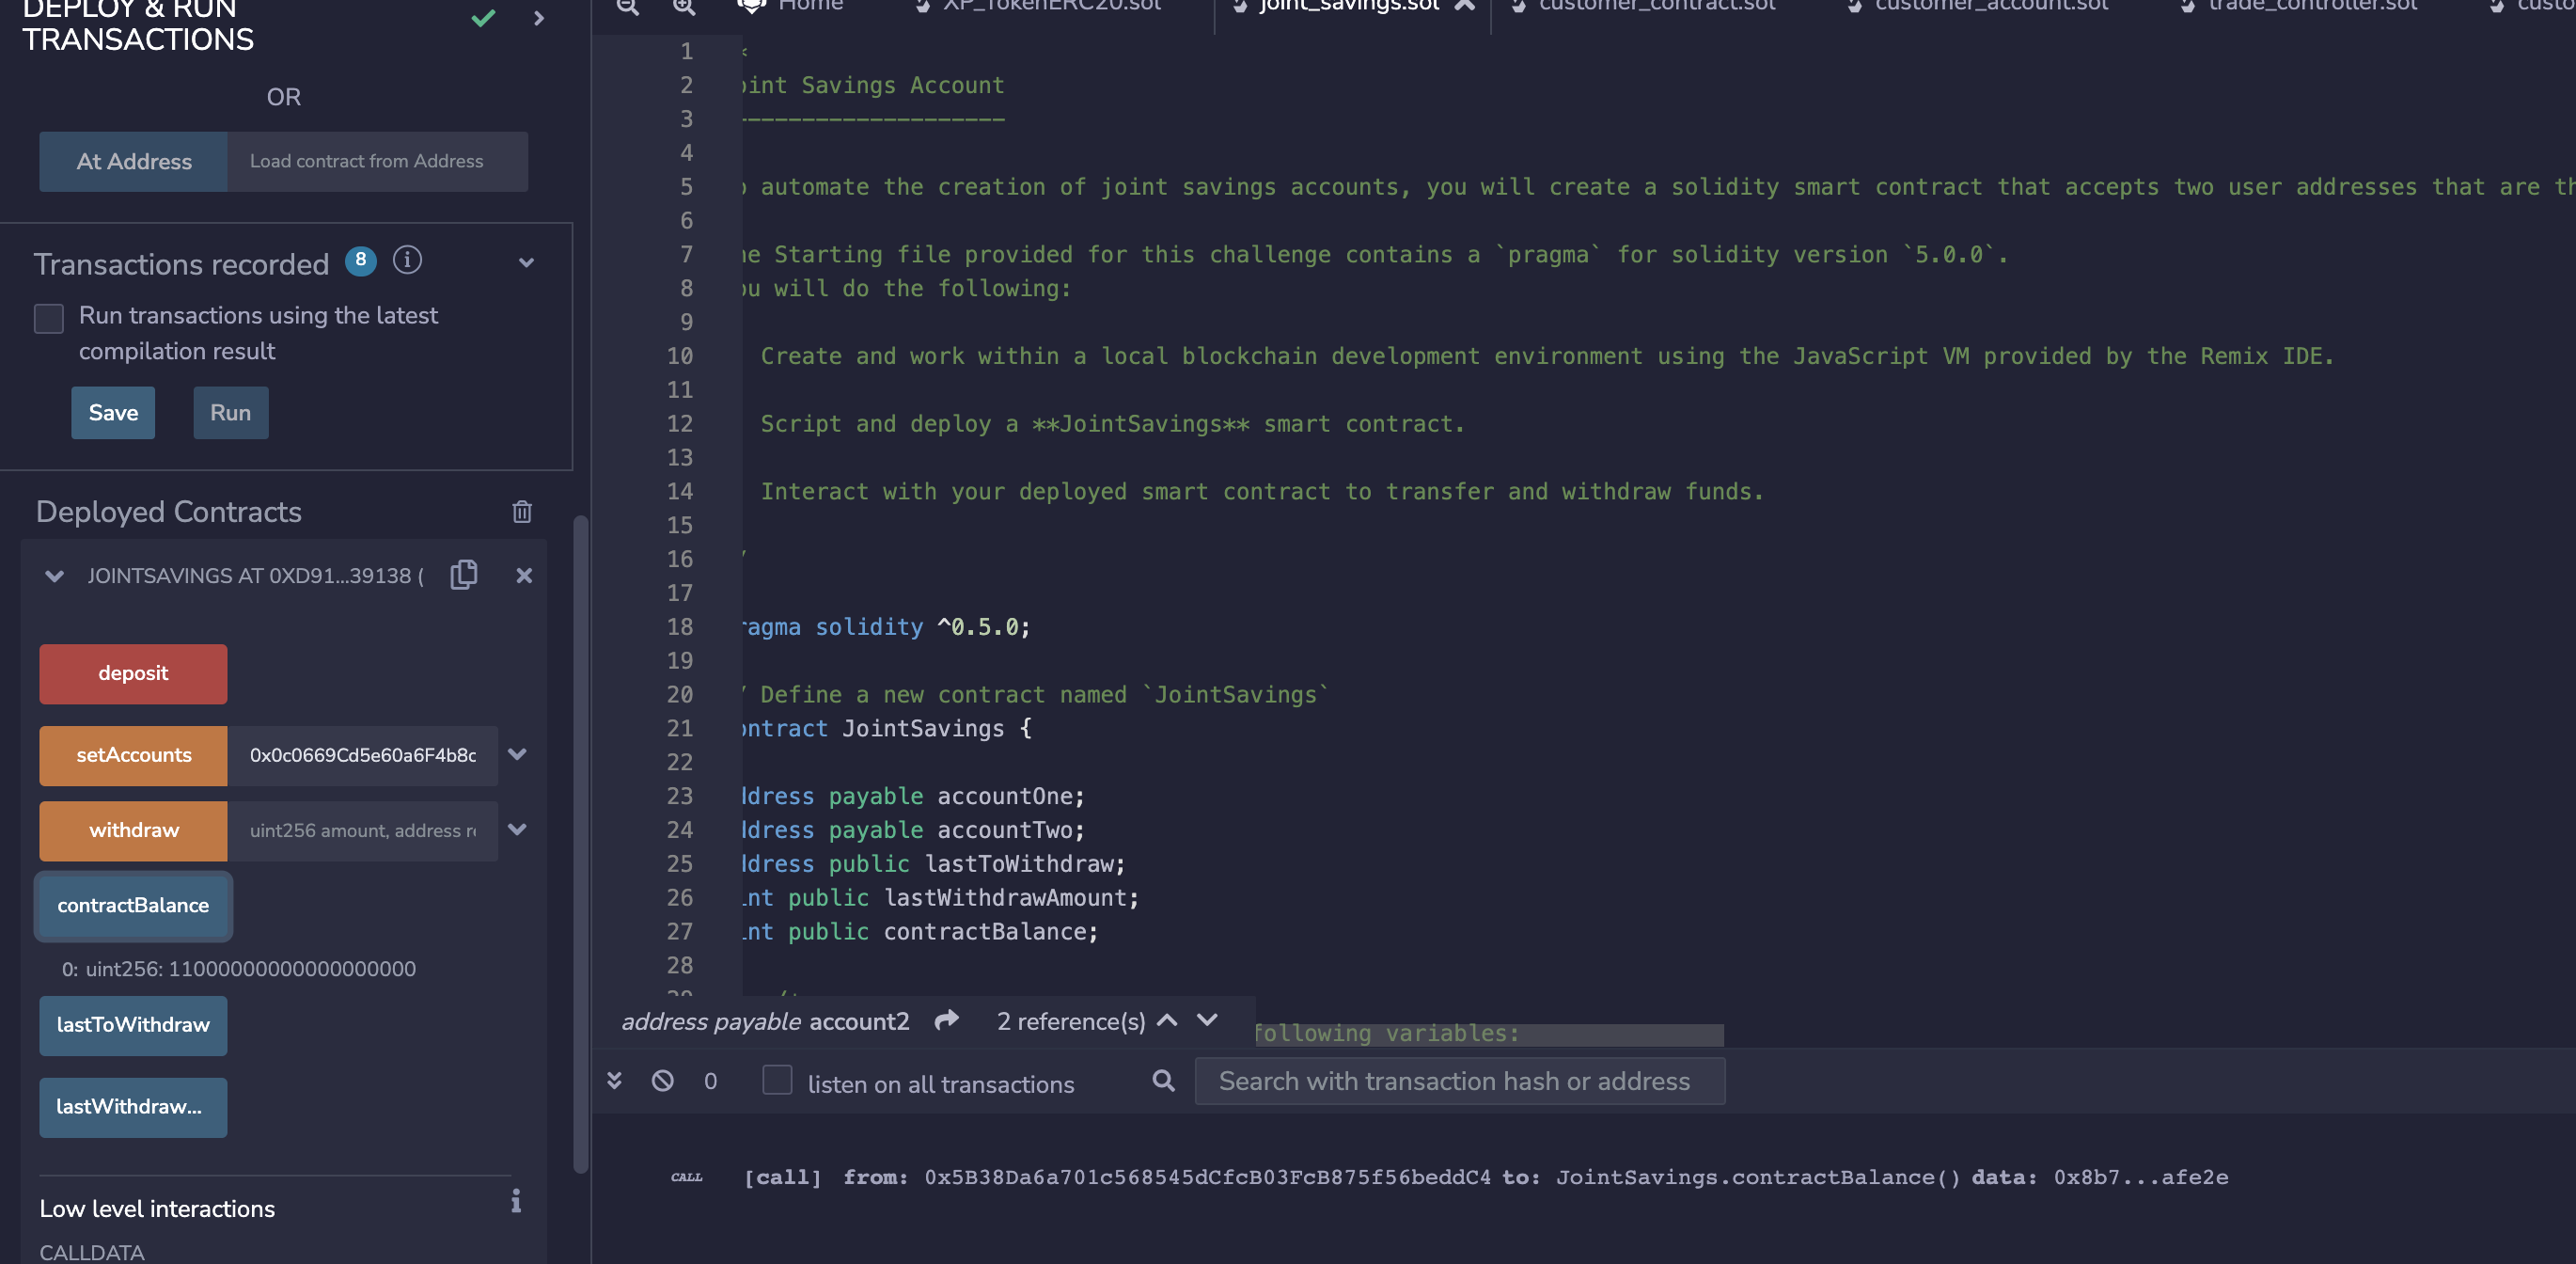 DEPLOY & RUN
TRANSACTIONS
OR
At Address Load contract from Address
Transactions recorded 8 i
Run transactions using the latest
compilation result
Save Run
Deployed Contracts
JOINTSAVINGS AT 0XD91...39138 (
deposit
setAccounts 0x0c0669Cd5e60a6F4b8c
withdraw uint256 amount, address re
contractBalance
0: uint256: 11000000000000000000
lastToWithdraw
lastWithdraw...
Low level interactions i
CALLDATA
Home XP_TokenERC20.sol joint_savings.sol customer_contract.sol customer_account.sol trade_controller.sol custo
1 *
2 oint Savings Account
3 --------------------
4
5 o automate the creation of joint savings accounts, you will create a solidity smart contract that accepts two user addresses that are th
6
7 he Starting file provided for this challenge contains a `pragma` for solidity version `5.0.0`.
8 ou will do the following:
9
10 Create and work within a local blockchain development environment using the JavaScript VM provided by the Remix IDE.
11
12 Script and deploy a **JointSavings** smart contract.
13
14 Interact with your deployed smart contract to transfer and withdraw funds.
15
16 /
17
18 ragma solidity ^0.5.0;
19
20 / Define a new contract named `JointSavings`
21 ontract JointSavings {
22
23 ddress payable accountOne;
24 ddress payable accountTwo;
25 ddress public lastToWithdraw;
26 int public lastWithdrawAmount;
27 int public contractBalance;
28
29 /*
following variables:
address payable account2 2 reference(s)
0 listen on all transactions Search with transaction hash or address
CALL [call] from: 0x5B38Da6a701c568545dCfcB03FcB875f56beddC4 to: JointSavings.contractBalance() data: 0x8b7...afe2e